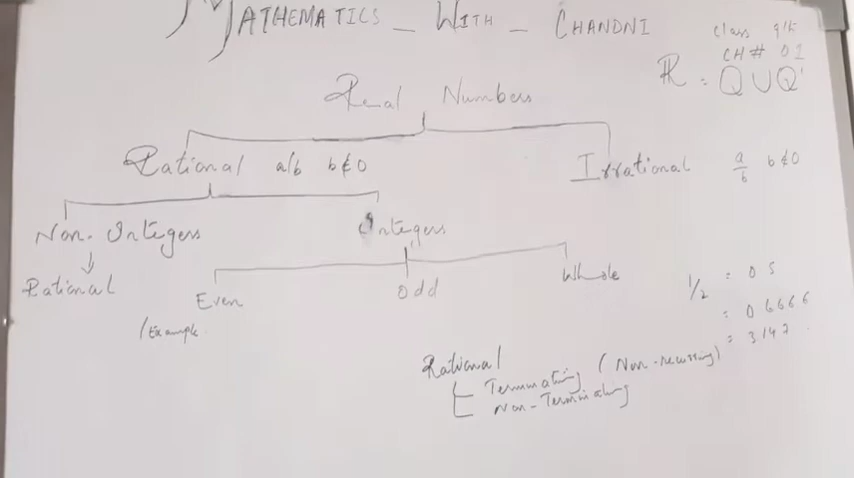 MATHEMATICS _ WITH _ CHANDNI
class 9th
CH # 01
R = Q U Q'
Real Numbers
Rational a/b b≠0
Irrational a/b b≠0
Non-Integers Integers
Rational
Even Odd Whole
/Example
1/2 = 0 5
= 0 6666
= 3 147
Rational
Terminating (Non-recurring)
Non-Terminating